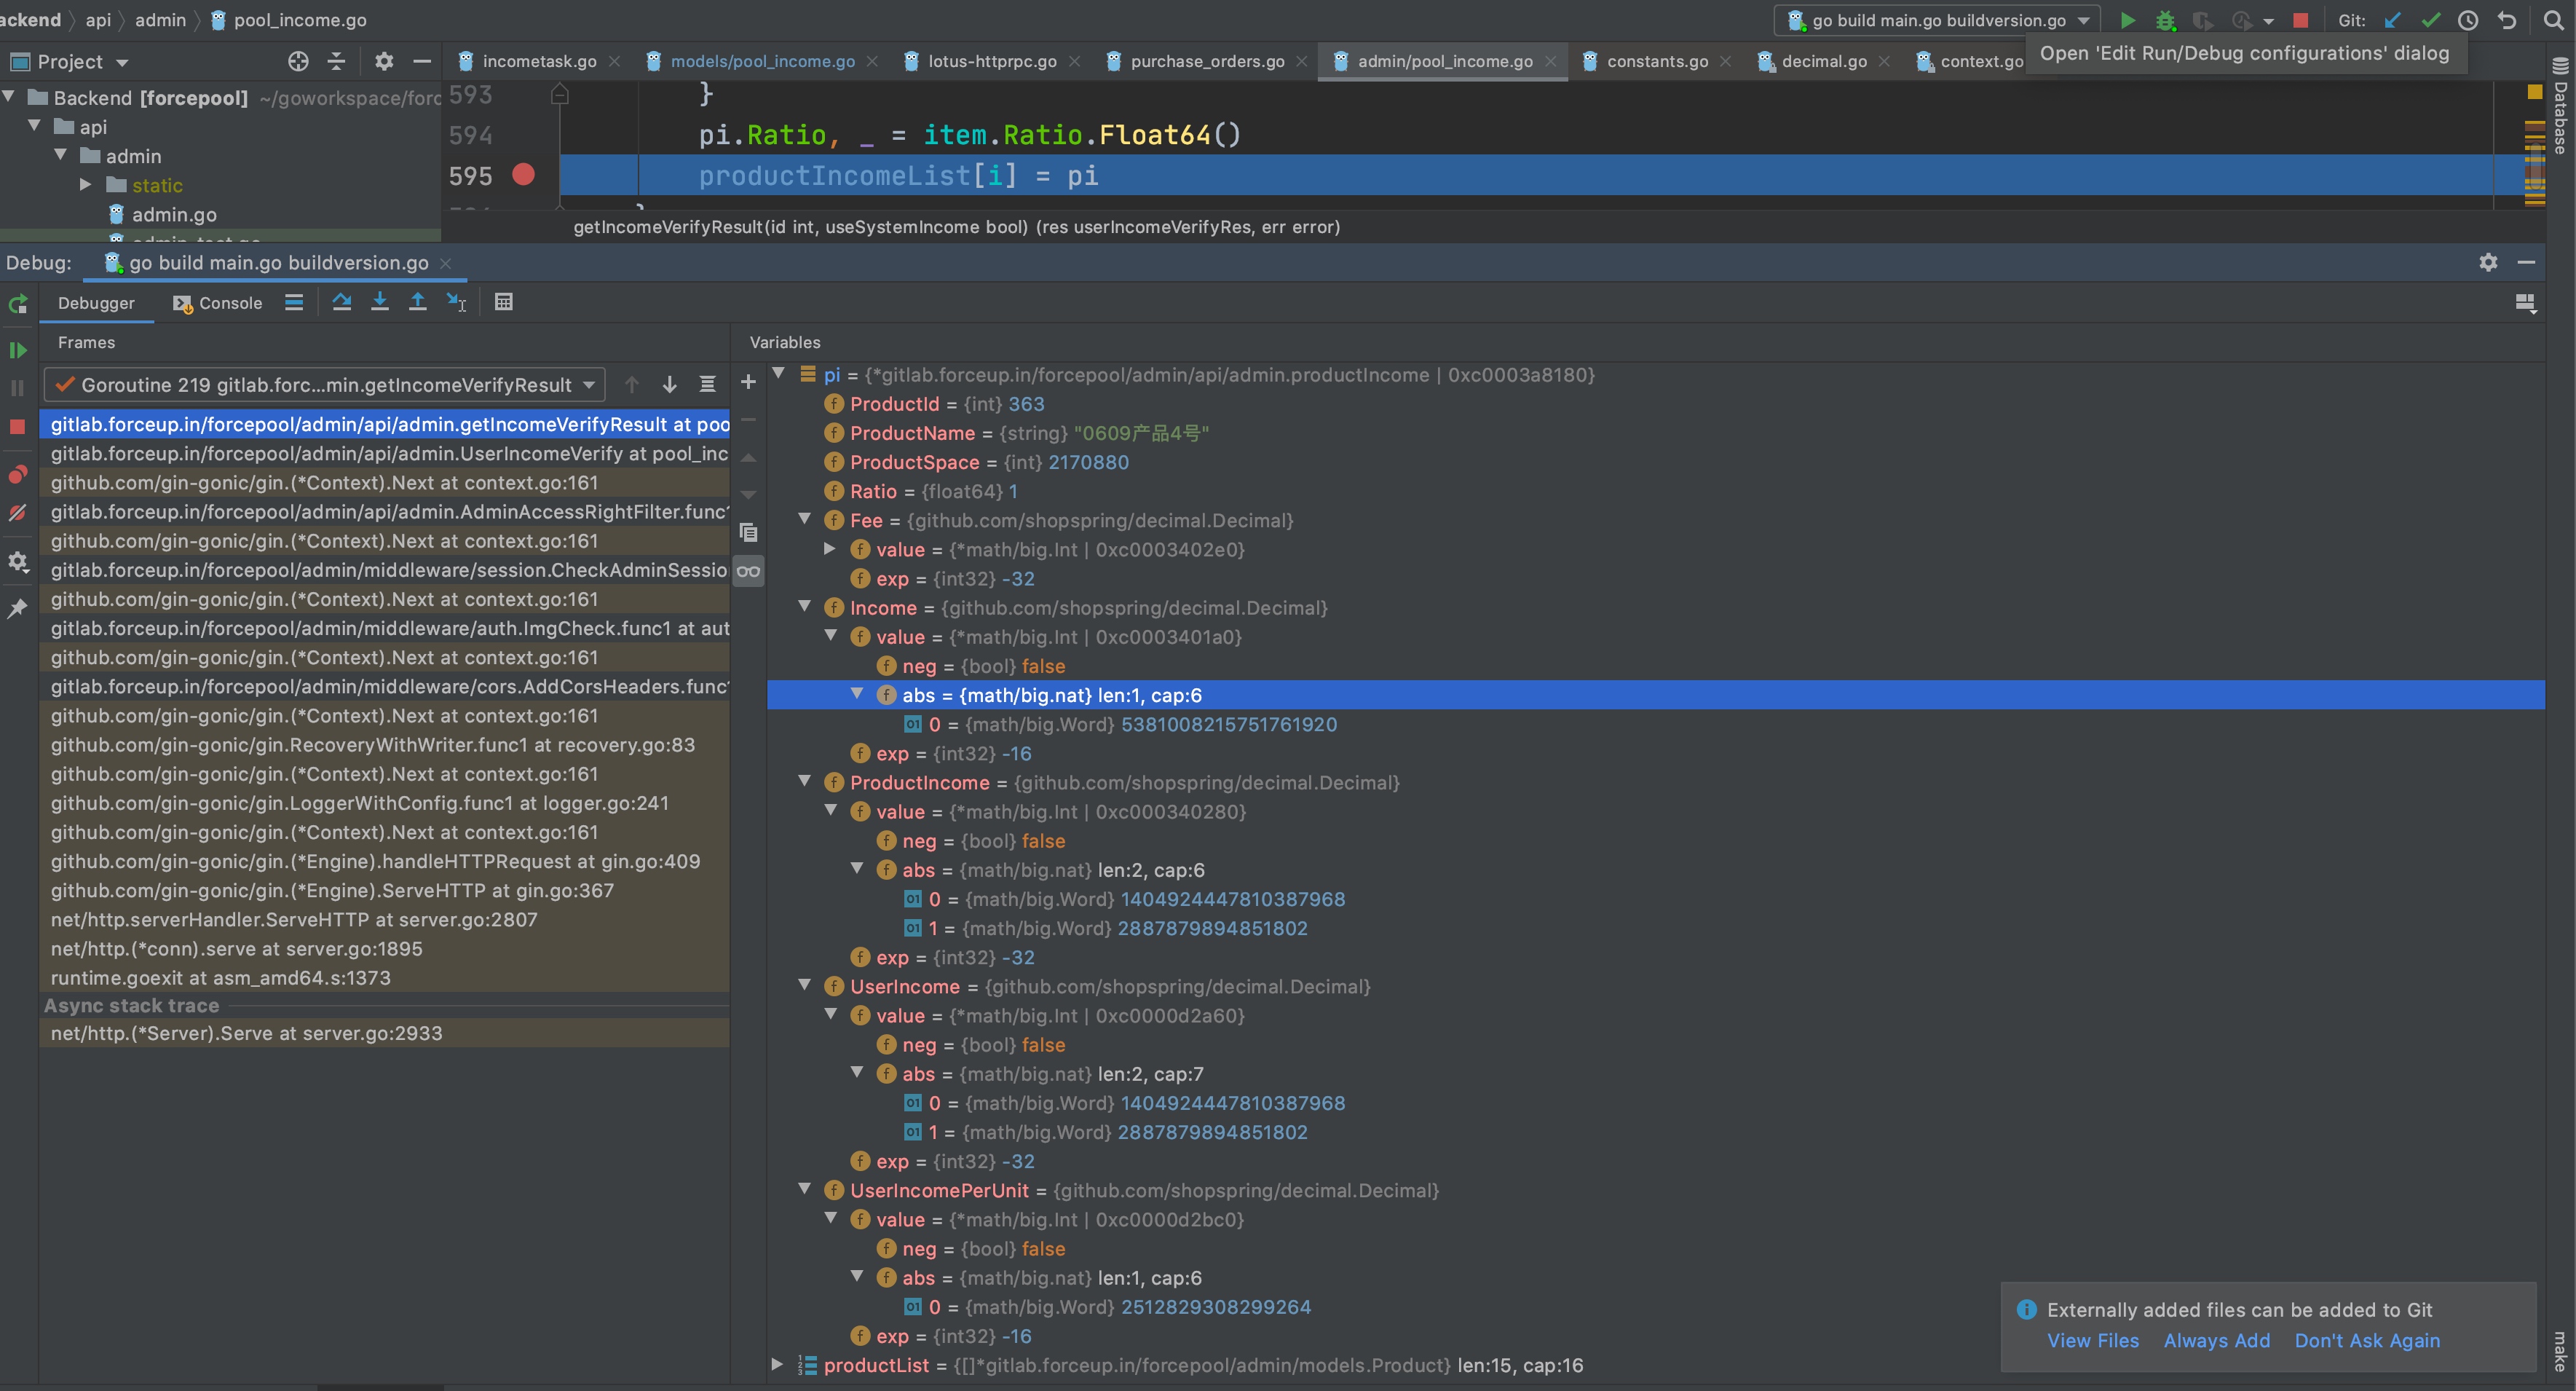 ackend api admin pool_income.go
go build main.go buildversion.go Git:
Project
incometask.go models/pool_income.go lotus-httprpc.go purchase_orders.go admin/pool_income.go constants.go decimal.go context.go
Open 'Edit Run/Debug configurations' dialog
Database
Backend [forcepool] ~/goworkspace/forc
api
admin
static
admin.go
593 }
594 pi.Ratio, _ = item.Ratio.Float64()
595 productIncomeList[i] = pi
getIncomeVerifyResult(id int, useSystemIncome bool) (res userIncomeVerifyRes, err error)
Debug: go build main.go buildversion.go
Debugger Console
Frames
Goroutine 219 gitlab.forc...min.getIncomeVerifyResult
gitlab.forceup.in/forcepool/admin/api/admin.getIncomeVerifyResult at poo
gitlab.forceup.in/forcepool/admin/api/admin.UserIncomeVerify at pool_inc
github.com/gin-gonic/gin.(*Context).Next at context.go:161
gitlab.forceup.in/forcepool/admin/api/admin.AdminAccessRightFilter.func1
github.com/gin-gonic/gin.(*Context).Next at context.go:161
gitlab.forceup.in/forcepool/admin/middleware/session.CheckAdminSessio
github.com/gin-gonic/gin.(*Context).Next at context.go:161
gitlab.forceup.in/forcepool/admin/middleware/auth.ImgCheck.func1 at aut
github.com/gin-gonic/gin.(*Context).Next at context.go:161
gitlab.forceup.in/forcepool/admin/middleware/cors.AddCorsHeaders.func1
github.com/gin-gonic/gin.(*Context).Next at context.go:161
github.com/gin-gonic/gin.RecoveryWithWriter.func1 at recovery.go:83
github.com/gin-gonic/gin.(*Context).Next at context.go:161
github.com/gin-gonic/gin.LoggerWithConfig.func1 at logger.go:241
github.com/gin-gonic/gin.(*Context).Next at context.go:161
github.com/gin-gonic/gin.(*Engine).handleHTTPRequest at gin.go:409
github.com/gin-gonic/gin.(*Engine).ServeHTTP at gin.go:367
net/http.serverHandler.ServeHTTP at server.go:2807
net/http.(*conn).serve at server.go:1895
runtime.goexit at asm_amd64.s:1373
Async stack trace
net/http.(*Server).Serve at server.go:2933
Variables
pi = {*gitlab.forceup.in/forcepool/admin/api/admin.productIncome | 0xc0003a8180}
ProductId = {int} 363
ProductName = {string} "0609产品4号"
ProductSpace = {int} 2170880
Ratio = {float64} 1
Fee = {github.com/shopspring/decimal.Decimal}
value = {*math/big.Int | 0xc0003402e0}
exp = {int32} -32
Income = {github.com/shopspring/decimal.Decimal}
value = {*math/big.Int | 0xc0003401a0}
neg = {bool} false
abs = {math/big.nat} len:1, cap:6
0 = {math/big.Word} 5381008215751761920
exp = {int32} -16
ProductIncome = {github.com/shopspring/decimal.Decimal}
value = {*math/big.Int | 0xc000340280}
neg = {bool} false
abs = {math/big.nat} len:2, cap:6
0 = {math/big.Word} 1404924447810387968
1 = {math/big.Word} 2887879894851802
exp = {int32} -32
UserIncome = {github.com/shopspring/decimal.Decimal}
value = {*math/big.Int | 0xc0000d2a60}
neg = {bool} false
abs = {math/big.nat} len:2, cap:7
0 = {math/big.Word} 1404924447810387968
1 = {math/big.Word} 2887879894851802
exp = {int32} -32
UserIncomePerUnit = {github.com/shopspring/decimal.Decimal}
value = {*math/big.Int | 0xc0000d2bc0}
neg = {bool} false
abs = {math/big.nat} len:1, cap:6
0 = {math/big.Word} 2512829308299264
exp = {int32} -16
productList = {[]*gitlab.forceup.in/forcepool/admin/models.Product} len:15, cap:16
Externally added files can be added to Git
View Files Always Add Don't Ask Again
make